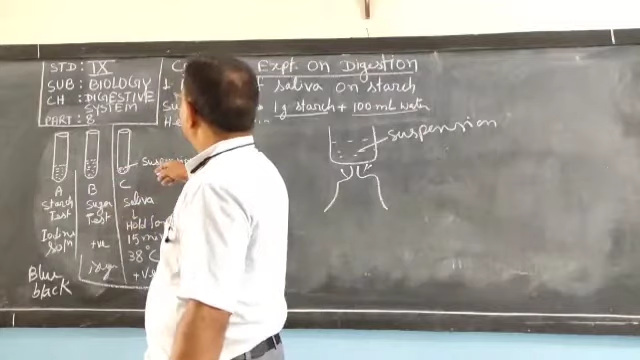 STD: IX
SUB: BIOLOGY
CH: DIGESTIVE
SYSTEM
PART: 8
Expt. On Digestion
saliva on starch
1g starch + 100 ml water
suspension
A
B
C
Starch
Test
Iodine
Soln
Blue
black
Sugar
Test
+ve
Saliva
Hold for
15 min
38°C